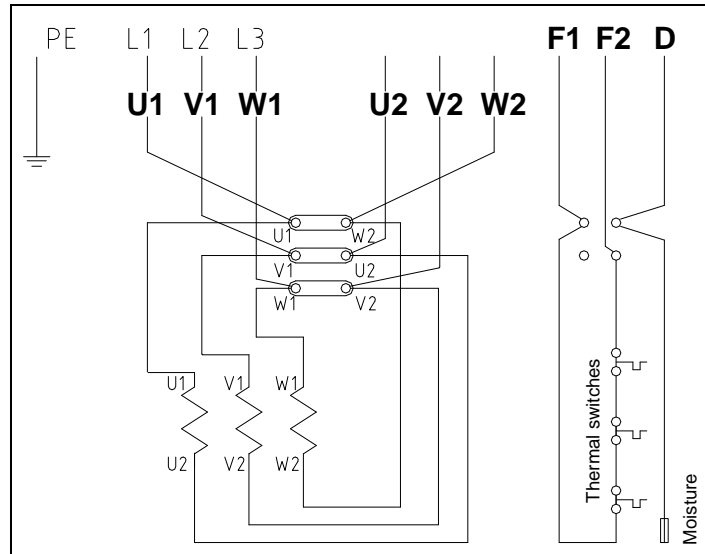 PE L1 L2 L3 F1 F2 D
U1 V1 W1 U2 V2 W2
U1 W2
V1 U2
W1 V2
U1 V1 W1
U2 V2 W2
Thermal switches
Moisture